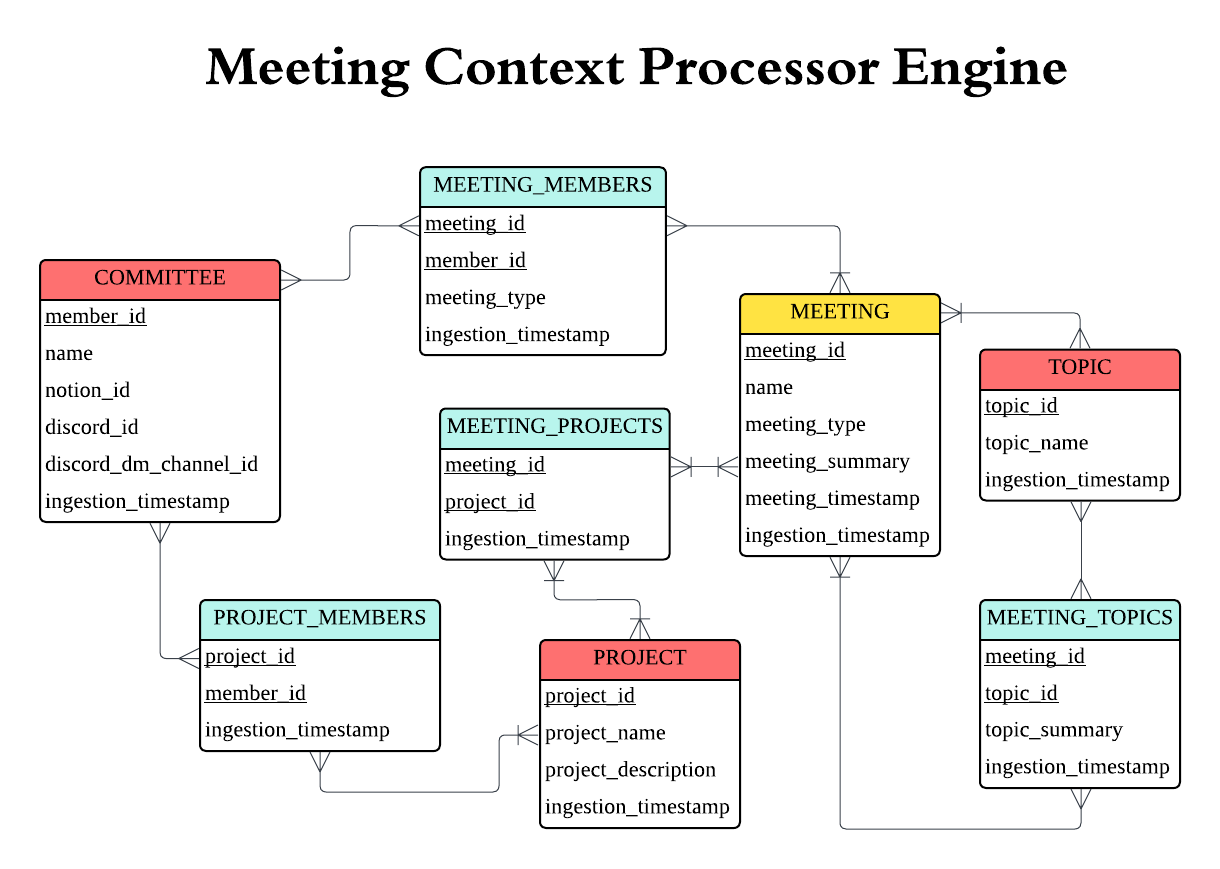 Meeting Context Processor Engine
MEETING_MEMBERS
meeting_id
member_id
meeting_type
ingestion_timestamp
COMMITTEE
member_id
name
notion_id
discord_id
discord_dm_channel_id
ingestion_timestamp
MEETING
meeting_id
name
meeting_type
meeting_summary
meeting_timestamp
ingestion_timestamp
TOPIC
topic_id
topic_name
ingestion_timestamp
MEETING_PROJECTS
meeting_id
project_id
ingestion_timestamp
PROJECT_MEMBERS
project_id
member_id
ingestion_timestamp
PROJECT
project_id
project_name
project_description
ingestion_timestamp
MEETING_TOPICS
meeting_id
topic_id
topic_summary
ingestion_timestamp